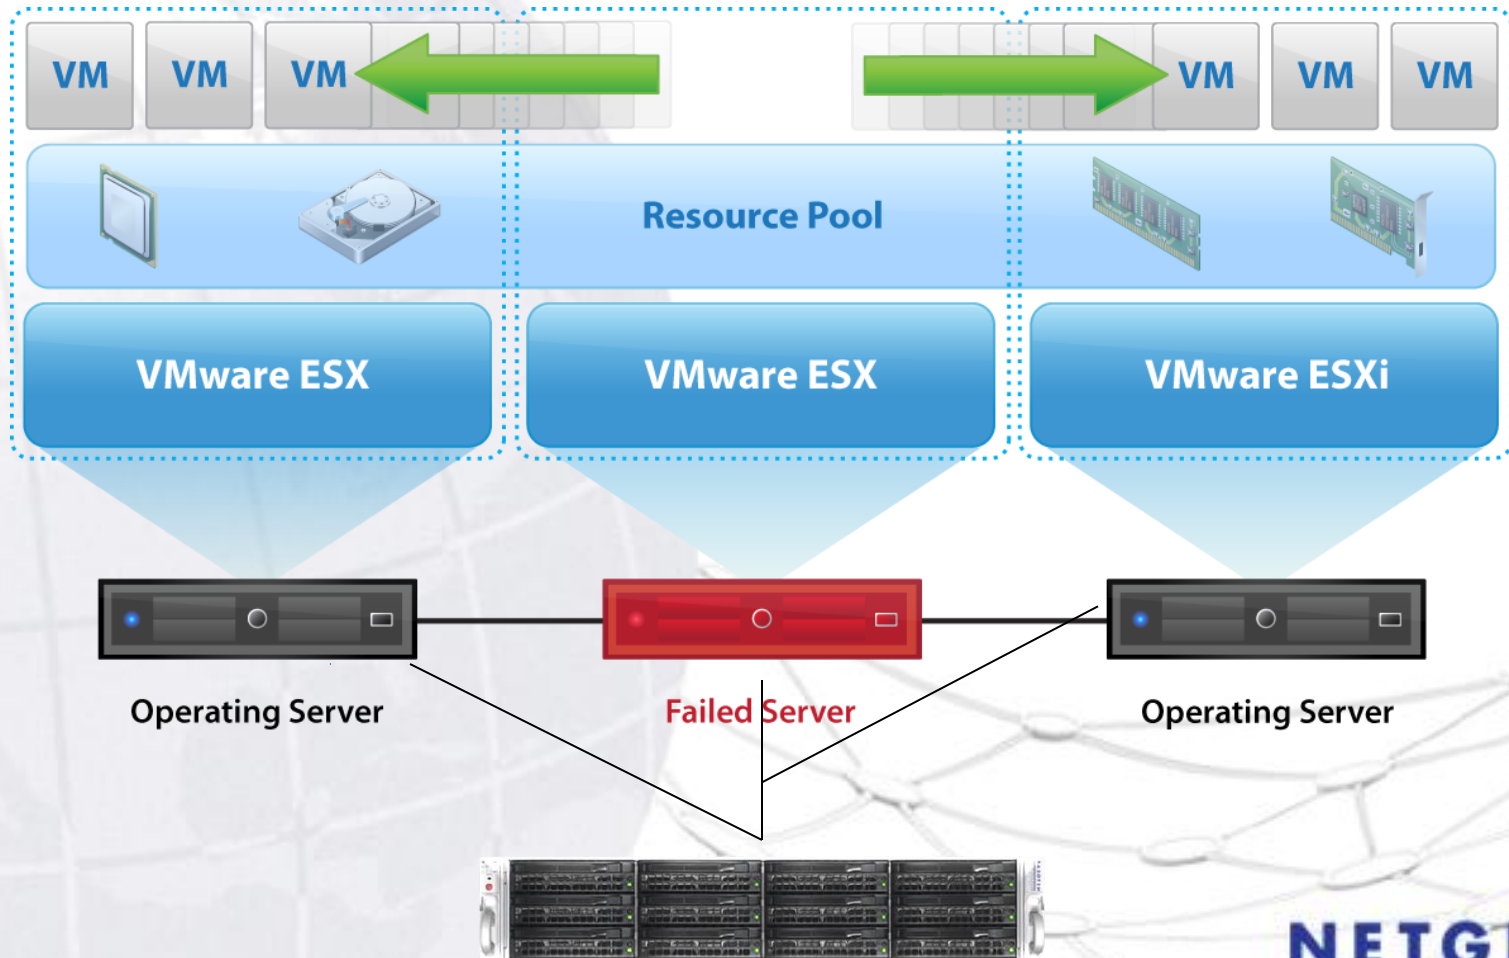 VM VM VM VM VM VM
Resource Pool
VMware ESX VMware ESX VMware ESXi
Operating Server Failed Server Operating Server
NETG